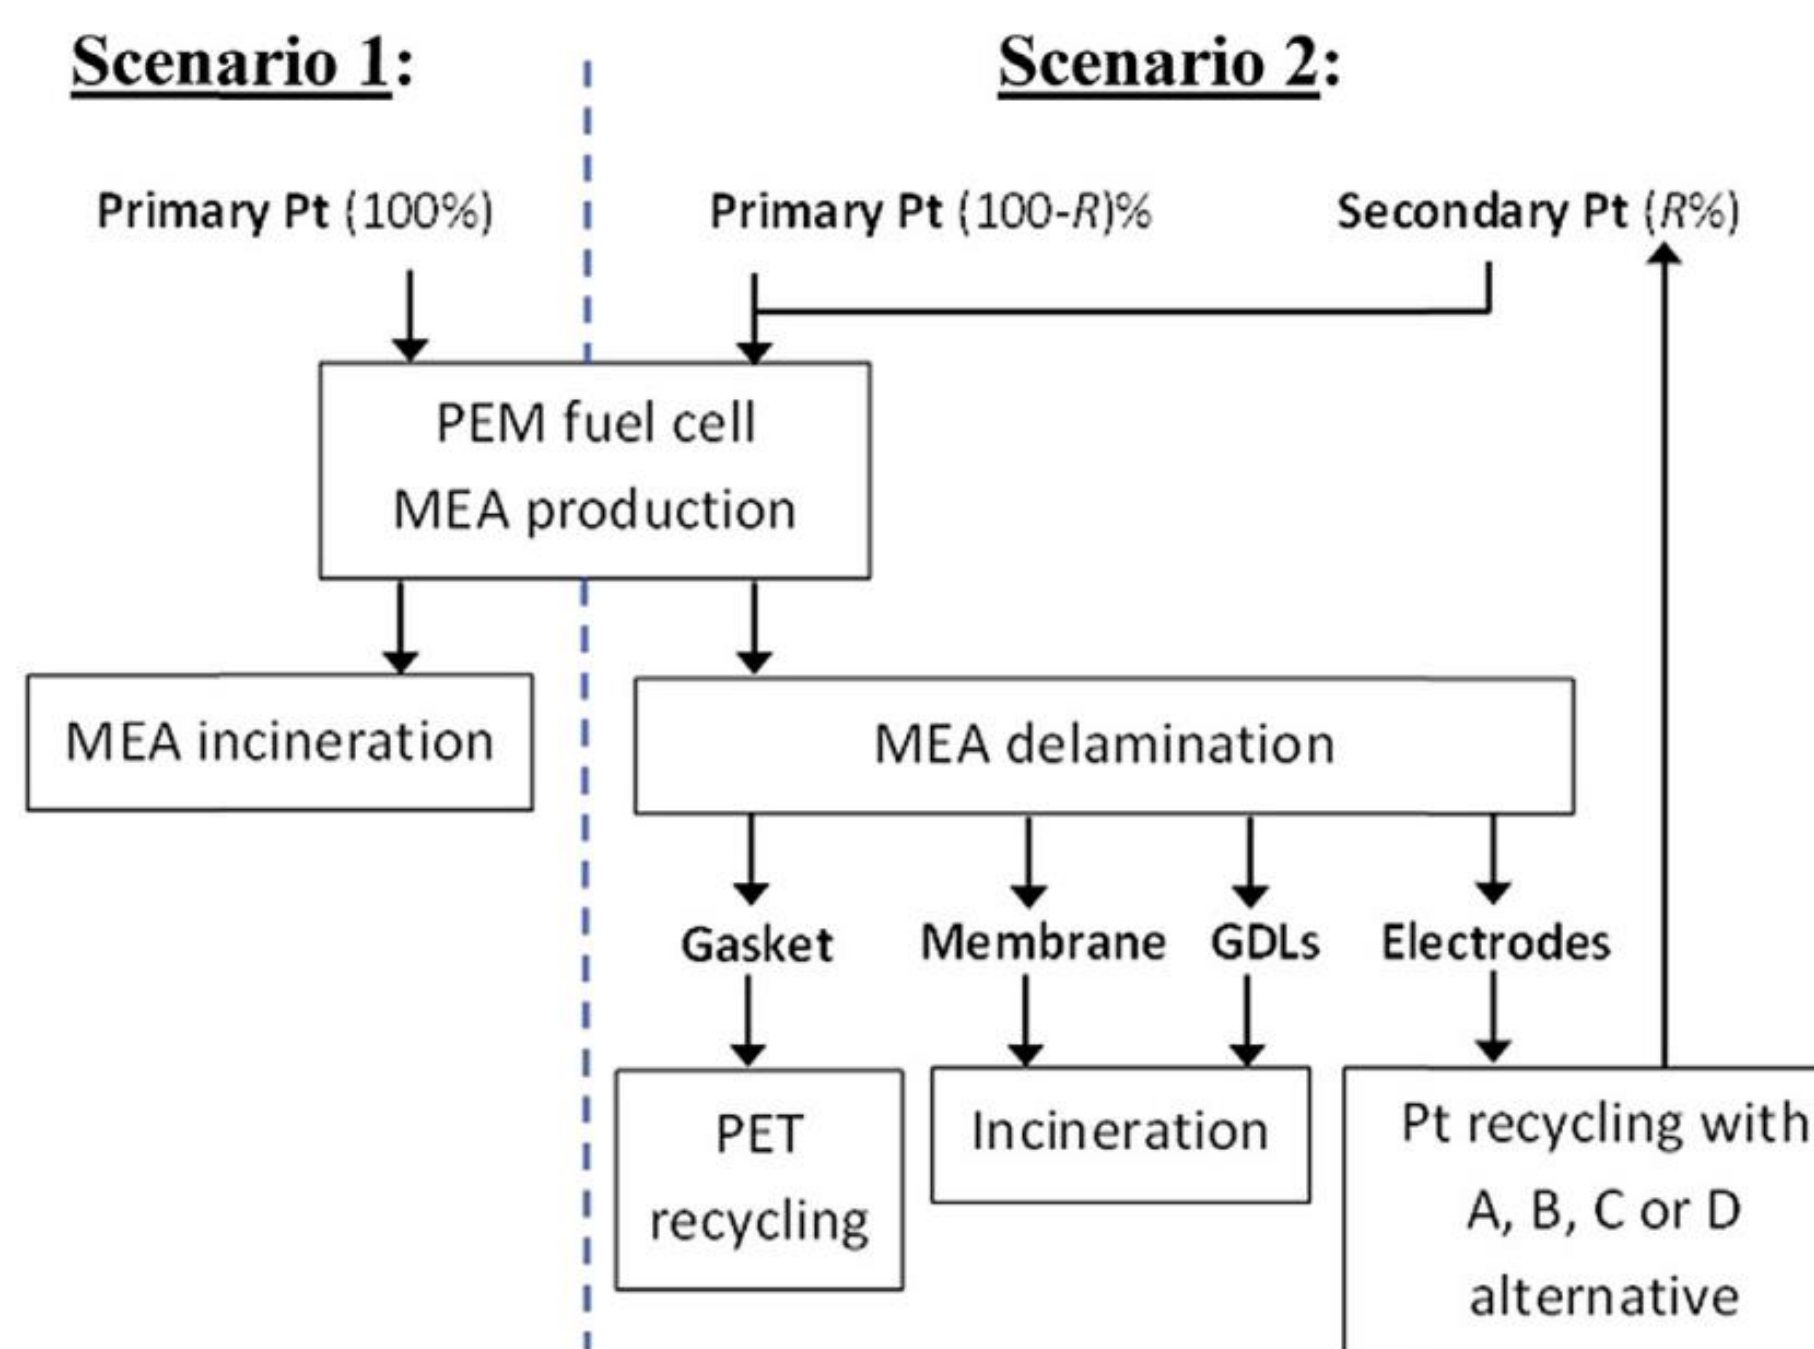 Scenario 1:
Scenario 2:
Primary Pt (100%)
Primary Pt (100-R)%
Secondary Pt (R%)
PEM fuel cell
MEA production
MEA incineration
MEA delamination
Gasket
Membrane
GDLs
Electrodes
PET
recycling
Incineration
Pt recycling with
A, B, C or D
alternative